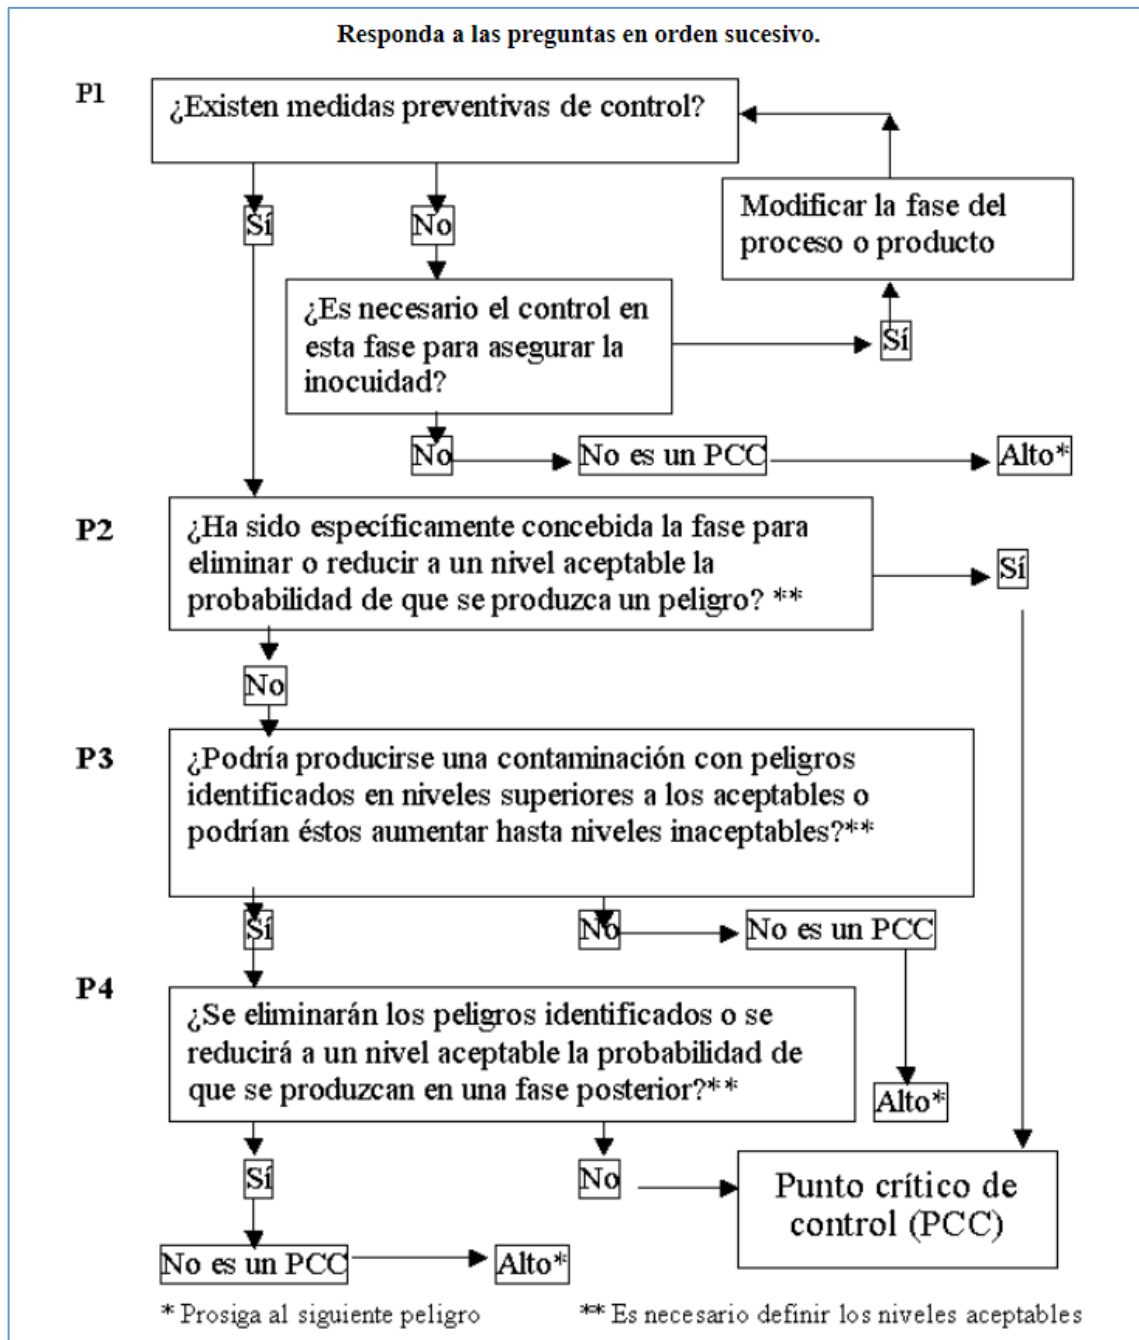 Responda a las preguntas en orden sucesivo.
P1
¿Existen medidas preventivas de control?
Sí
No
Modificar la fase del
proceso o producto
¿Es necesario el control en
esta fase para asegurar la
inocuidad?
Sí
No
No es un PCC
Alto*
P2
¿Ha sido específicamente concebida la fase para
eliminar o reducir a un nivel aceptable la
probabilidad de que se produzca un peligro? **
Sí
No
P3
¿Podría producirse una contaminación con peligros
identificados en niveles superiores a los aceptables o
podrían éstos aumentar hasta niveles inaceptables?**
Sí
No
No es un PCC
Alto*
P4
¿Se eliminarán los peligros identificados o se
reducirá a un nivel aceptable la probabilidad de
que se produzcan en una fase posterior?**
Sí
No
Punto crítico de
control (PCC)
No es un PCC
Alto*
* Prosiga al siguiente peligro
** Es necesario definir los niveles aceptables